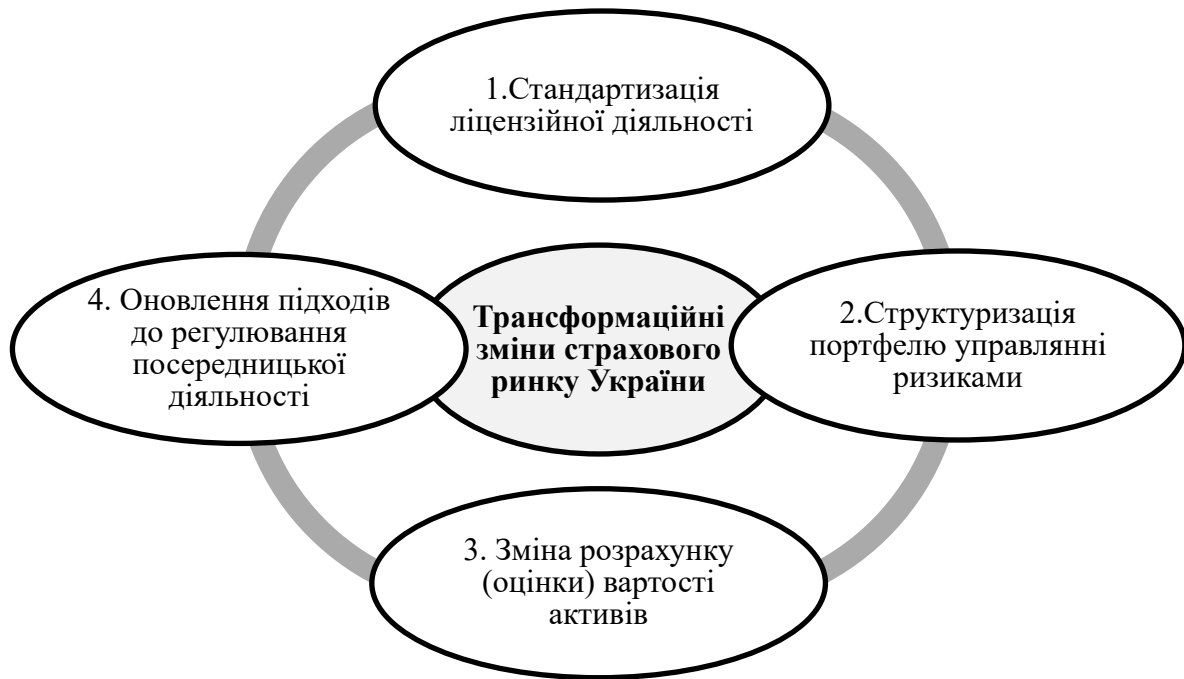 1.Стандартизація
ліцензійної діяльності
4. Оновлення підходів
до регулювання
посередницької
діяльності
Трансформаційні
зміни страхового
ринку України
2.Структуризація
портфелю управлянні
ризиками
3. Зміна розрахунку
(оцінки) вартості
активів